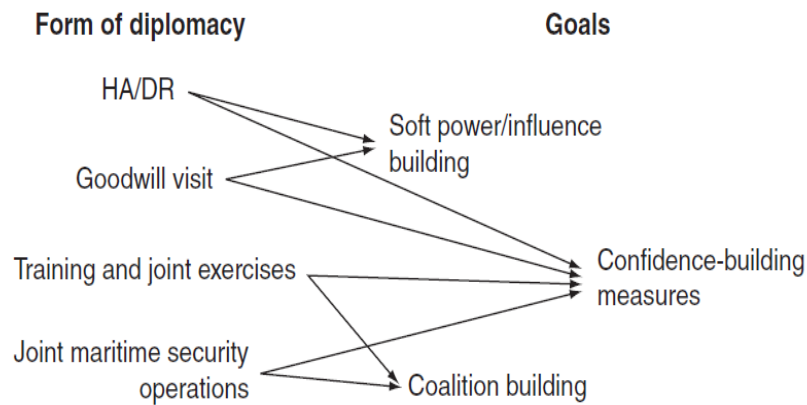 Form of diplomacy
Goals
HA/DR
Soft power/influence
building
Goodwill visit
Training and joint exercises
Confidence-building
measures
Joint maritime security
operations
Coalition building